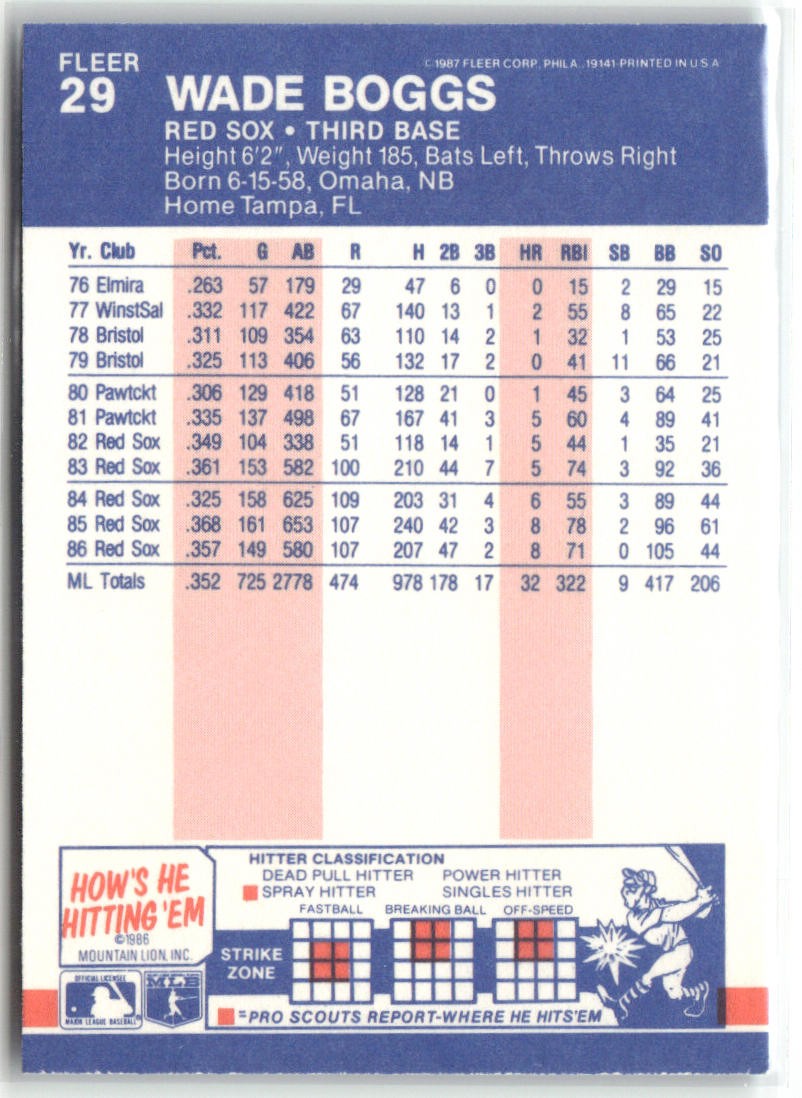 FLEER
29
© 1987 FLEER CORP. PHILA., 19141-PRINTED IN U S A
WADE BOGGS
RED SOX • THIRD BASE
Height 6'2", Weight 185, Bats Left, Throws Right
Born 6-15-58, Omaha, NB
Home Tampa, FL
Yr. Club Pct. G AB R H 2B 3B HR RBI SB BB SO
76 Elmira .263 57 179 29 47 6 0 0 15 2 29 15
77 WinstSal .332 117 422 67 140 13 1 2 55 8 65 22
78 Bristol .311 109 354 63 110 14 2 1 32 1 53 25
79 Bristol .325 113 406 56 132 17 2 0 41 11 66 21
80 Pawtckt .306 129 418 51 128 21 0 1 45 3 64 25
81 Pawtckt .335 137 498 67 167 41 3 5 60 4 89 41
82 Red Sox .349 104 338 51 118 14 1 5 44 1 35 21
83 Red Sox .361 153 582 100 210 44 7 5 74 3 92 36
84 Red Sox .325 158 625 109 203 31 4 6 55 3 89 44
85 Red Sox .368 161 653 107 240 42 3 8 78 2 96 61
86 Red Sox .357 149 580 107 207 47 2 8 71 0 105 44
ML Totals .352 725 2778 474 978 178 17 32 322 9 417 206
HOW'S HE
HITTING 'EM
©1986
MOUNTAIN LION, INC.
HITTER CLASSIFICATION
DEAD PULL HITTER POWER HITTER
SPRAY HITTER SINGLES HITTER
FASTBALL BREAKING BALL OFF-SPEED
STRIKE
ZONE
OFFICIAL LICENSEE
MAJOR LEAGUE BASEBALL
MLB
=PRO SCOUTS REPORT-WHERE HE HITS'EM